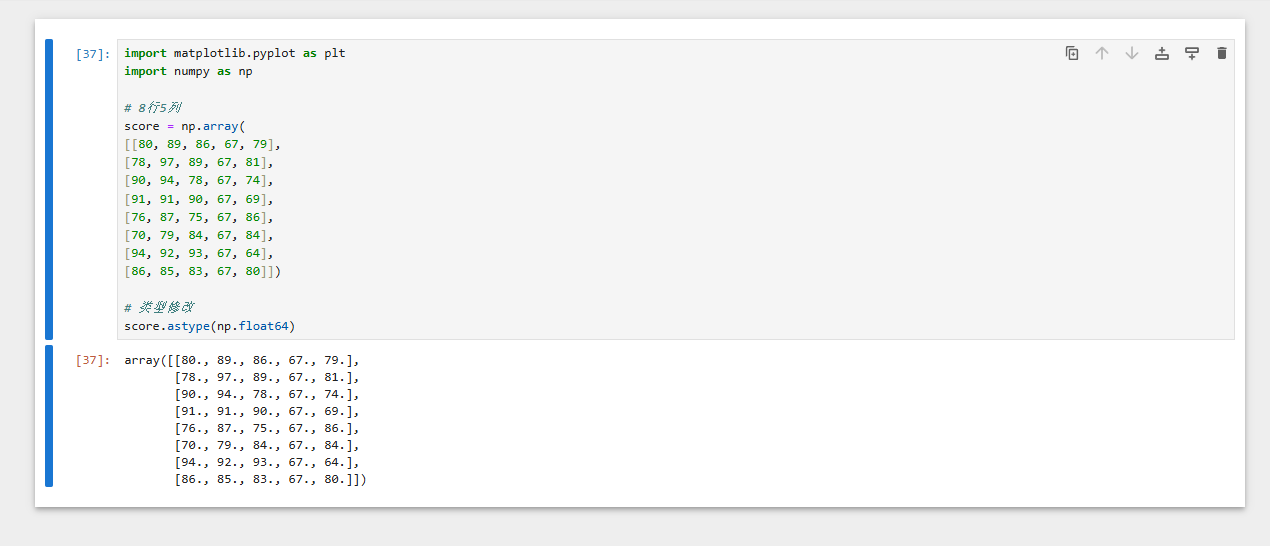 [37]: import matplotlib.pyplot as plt
import numpy as np
# 8行5列
score = np.array(
[[80, 89, 86, 67, 79],
[78, 97, 89, 67, 81],
[90, 94, 78, 67, 74],
[91, 91, 90, 67, 69],
[76, 87, 75, 67, 86],
[70, 79, 84, 67, 84],
[94, 92, 93, 67, 64],
[86, 85, 83, 67, 80]])
# 类型修改
score.astype(np.float64)
[37]: array([[80., 89., 86., 67., 79.],
[78., 97., 89., 67., 81.],
[90., 94., 78., 67., 74.],
[91., 91., 90., 67., 69.],
[76., 87., 75., 67., 86.],
[70., 79., 84., 67., 84.],
[94., 92., 93., 67., 64.],
[86., 85., 83., 67., 80.]])